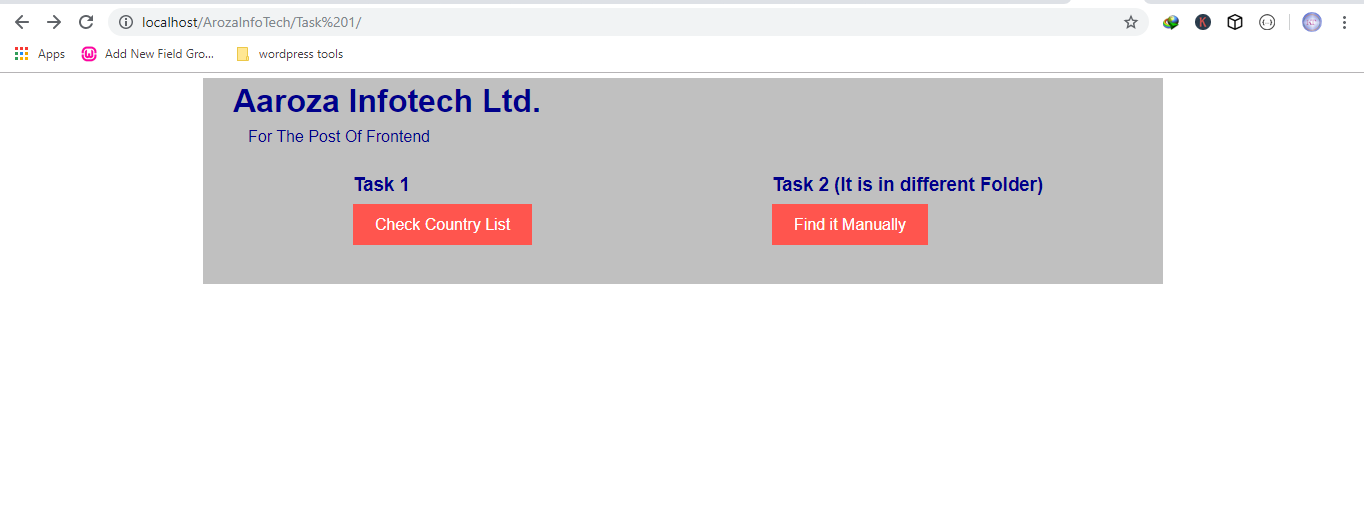 localhost/ArozaInfoTech/Task%201/
Apps Add New Field Gro... wordpress tools
Aaroza Infotech Ltd.
For The Post Of Frontend
Task 1 Task 2 (It is in different Folder)
Check Country List Find it Manually